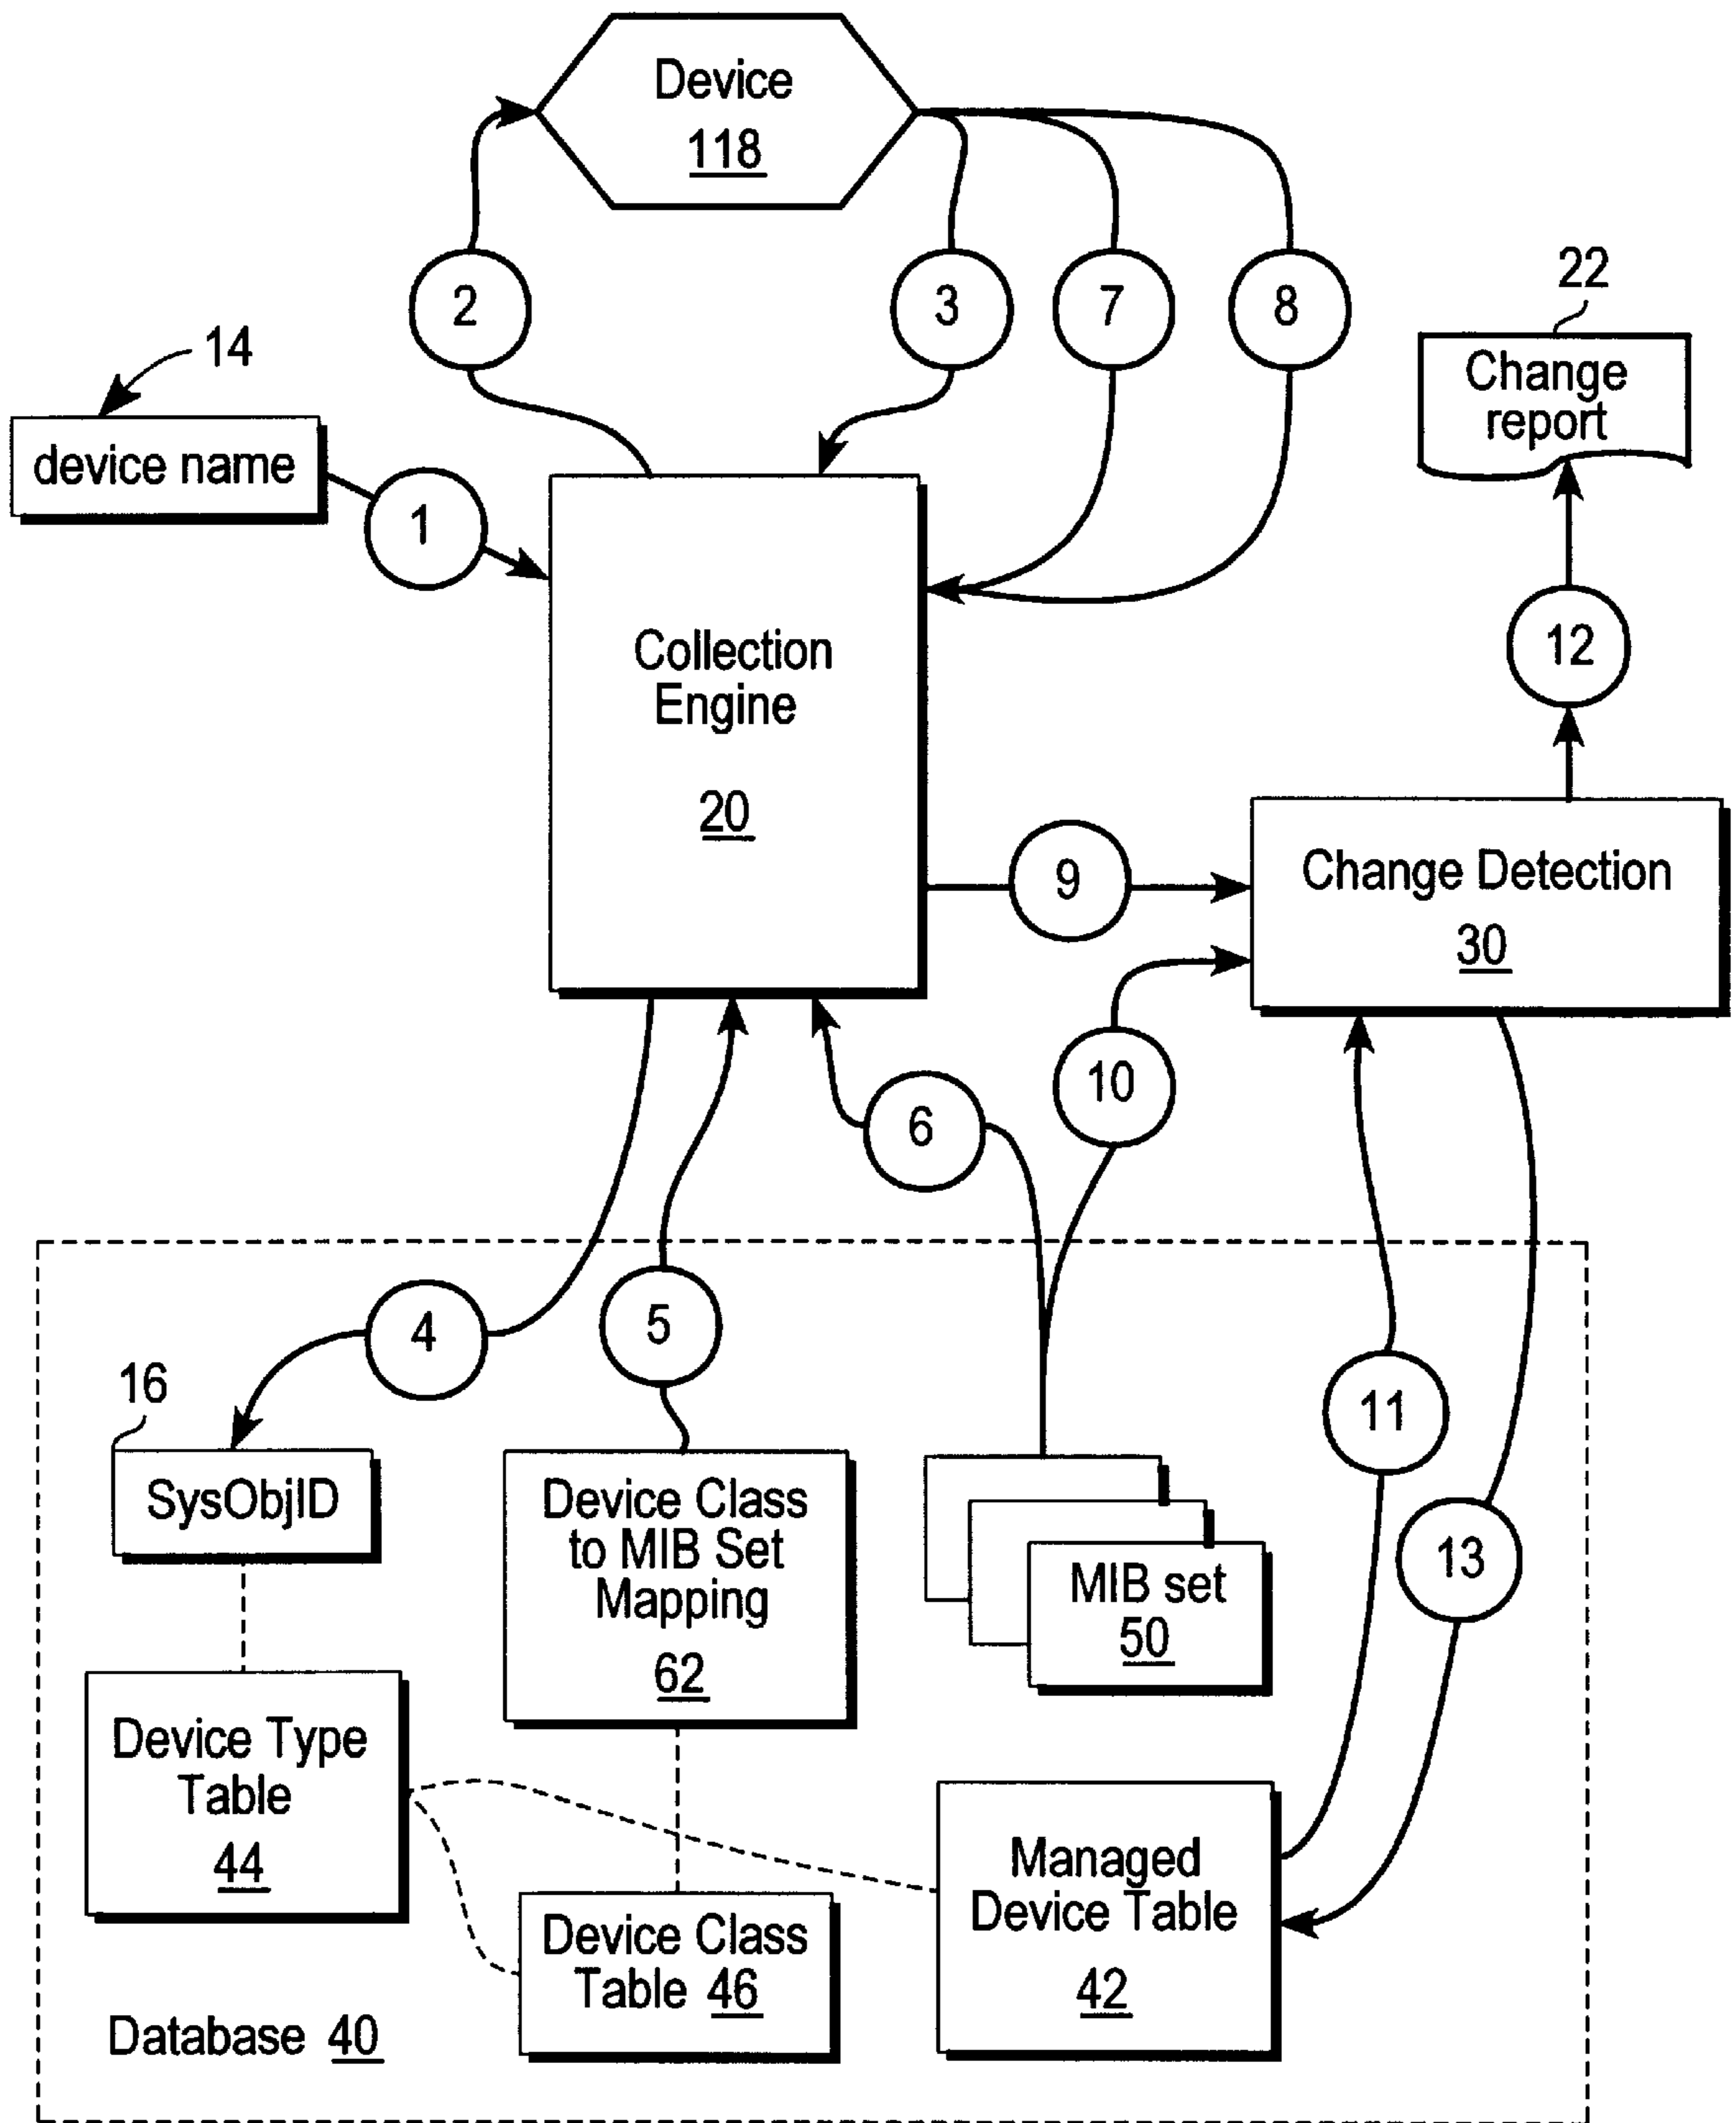 Device
118
2
3
7
8
22
14
Change
report
device name
1
12
Collection
Engine
20
9
Change Detection
30
10
6
4
5
16
11
SysObjID
Device Class
to MIB Set
Mapping
62
MIB set
50
13
Device Type
Table
44
Managed
Device Table
42
Device Class
Table 46
Database 40